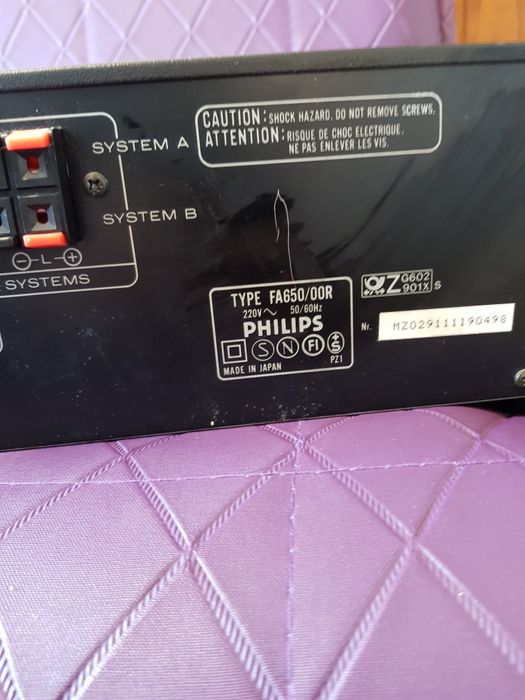 SYSTEM A
CAUTION: SHOCK HAZARD, DO NOT REMOVE SCREWS.
ATTENTION: RISQUE DE CHOC ELECTRIQUE.
NE PAS ENLEVER LES VIS.
SYSTEM B
- L +
SYSTEMS
TYPE FA650/00R
220V~ 50/60Hz
PHILIPS
S N FI S
PZ1
MADE IN JAPAN
Z G602
901X S
Nr. MZ029111190498